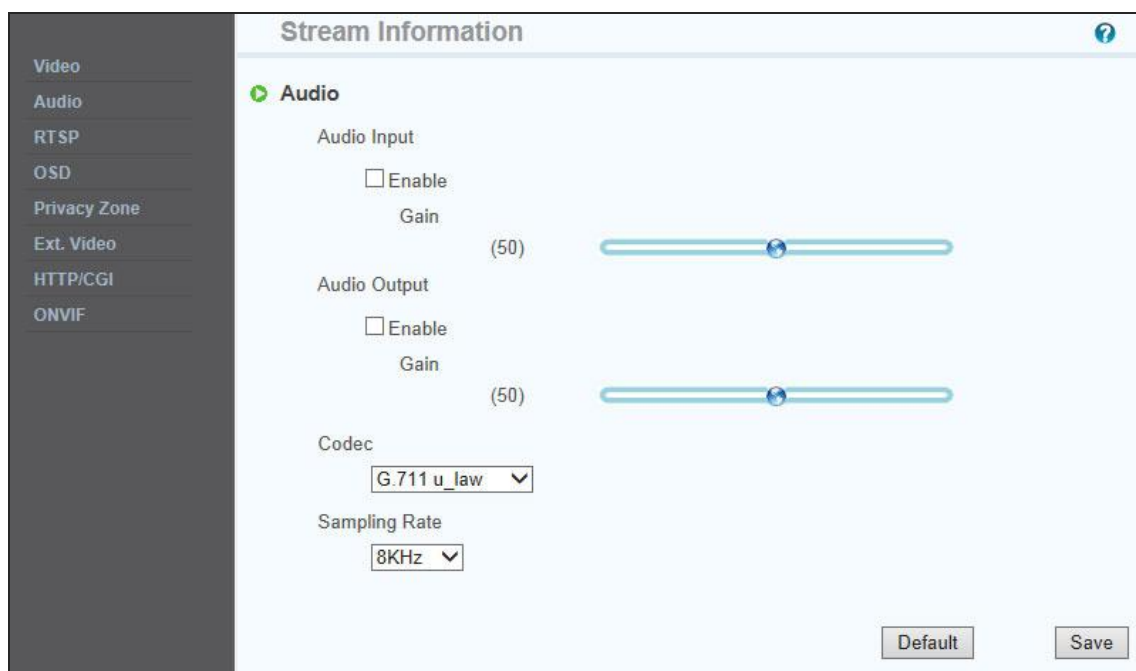 Stream Information
?
Video
Audio
RTSP
OSD
Privacy Zone
Ext. Video
HTTP/CGI
ONVIF
Audio
Audio Input
Enable
Gain
(50)
Audio Output
Enable
Gain
(50)
Codec
G.711 u_law
Sampling Rate
8KHz
Default
Save